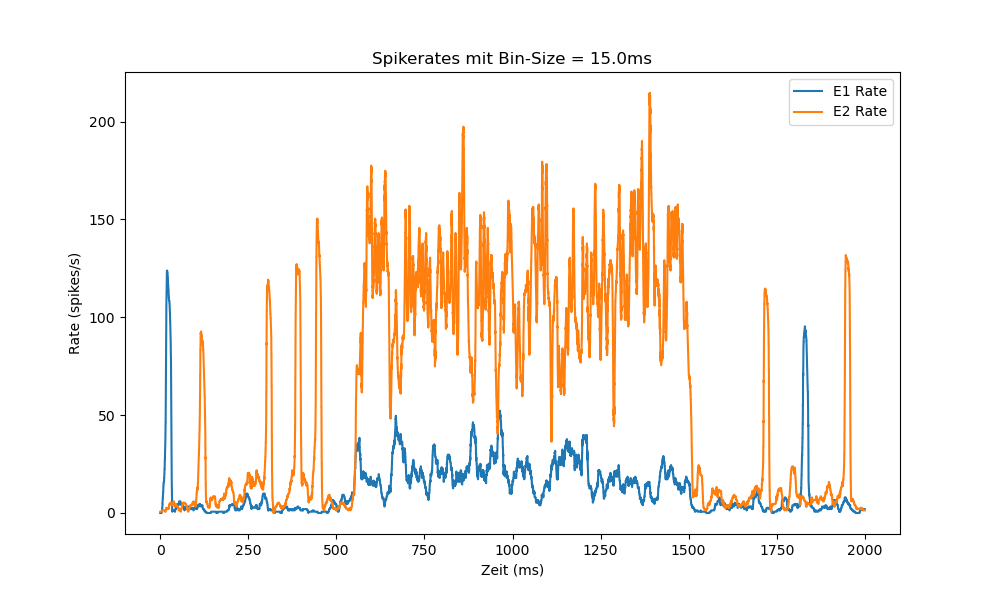 Spikerates mit Bin-Size = 15.0ms
E1 Rate
E2 Rate
Rate (spikes/s)
200
150
100
50
0
0 250 500 750 1000 1250 1500 1750 2000
Zeit (ms)